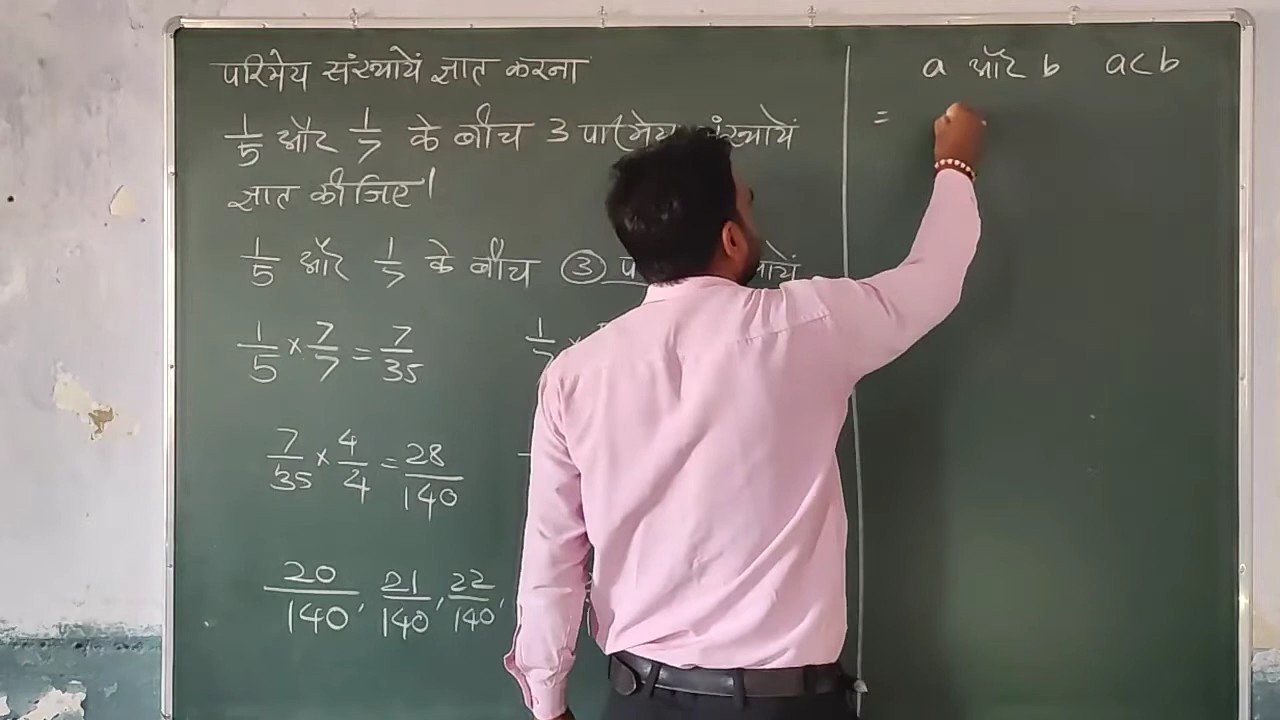 परिमेय संख्यायें ज्ञात करना
1/5 और 1/7 के बीच 3 परिमेय संख्यायें
ज्ञात कीजिए।
1/5 और 1/7 के बीच 3
1/5 × 7/7 = 7/35
7/35 × 4/4 = 28/140
20/140, 21/140, 22/140,
a और b a<b
=